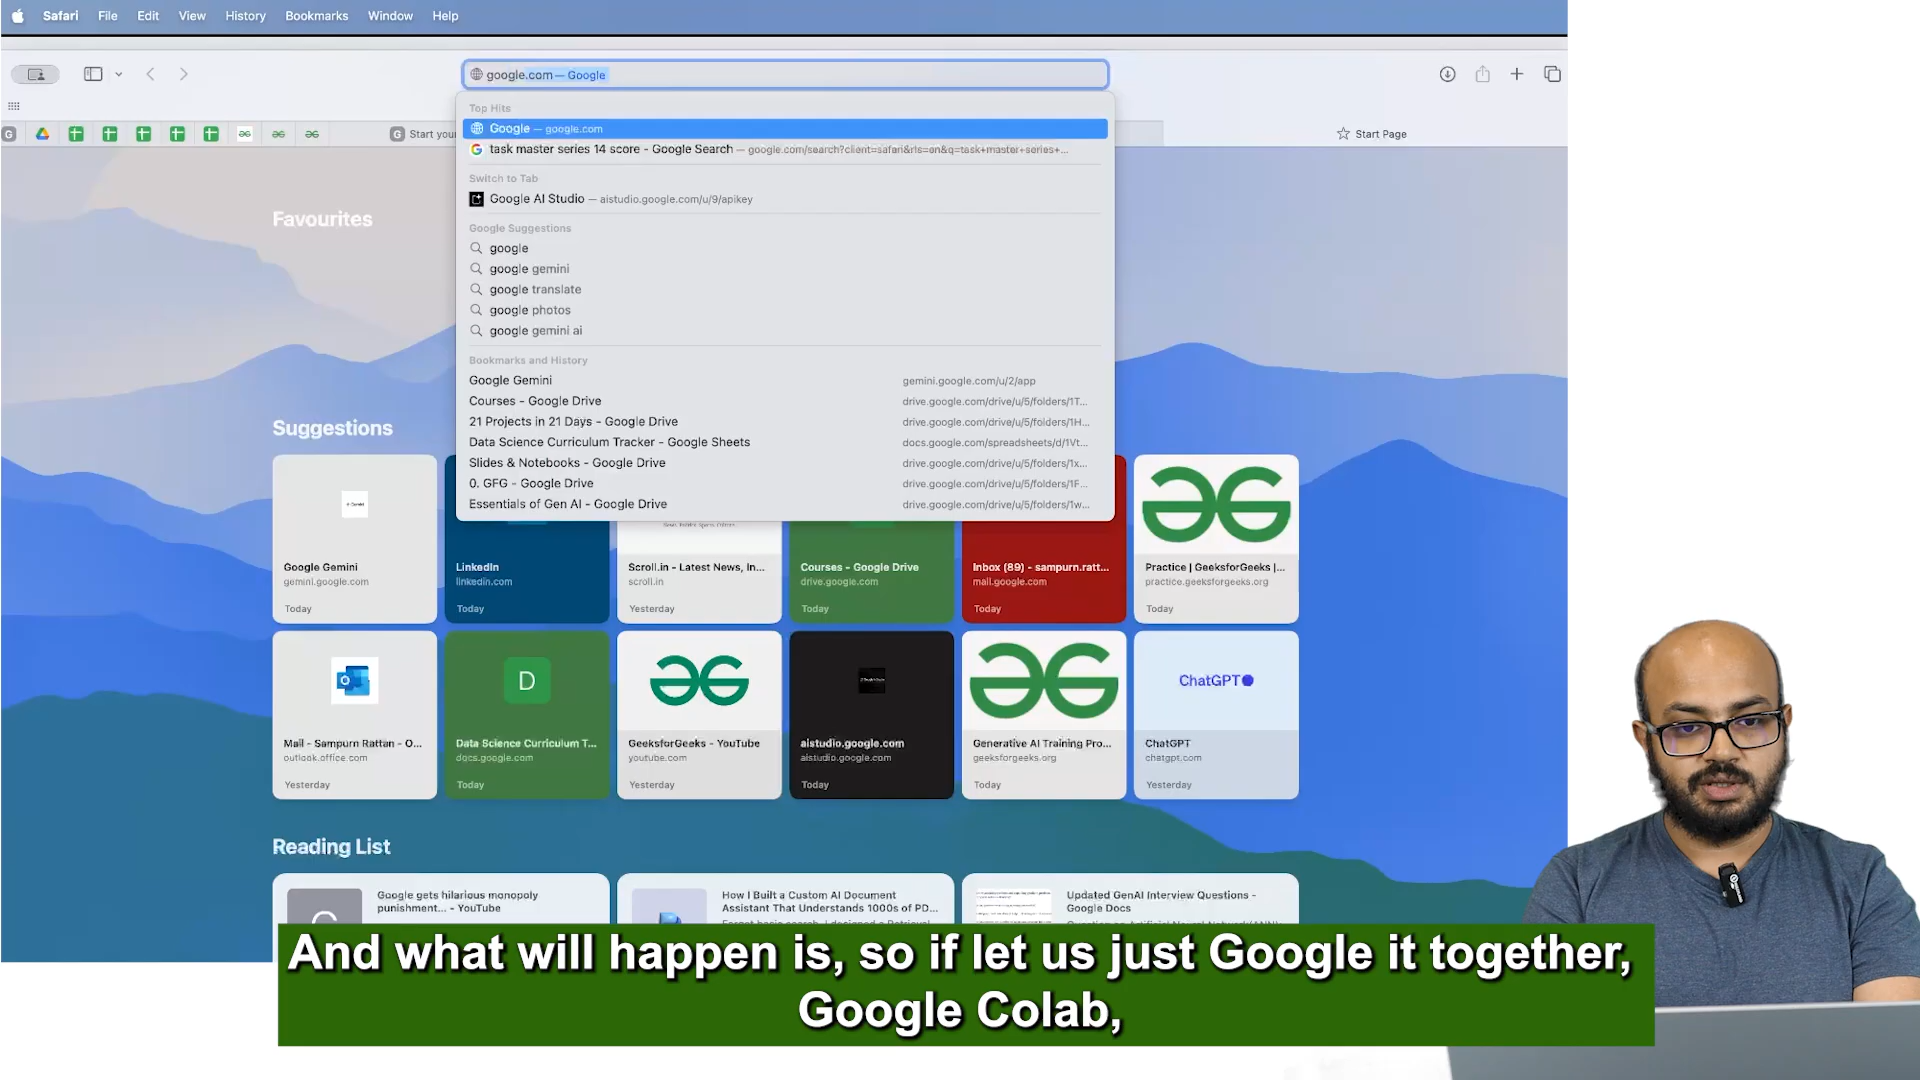 Safari File Edit View History Bookmarks Window Help
google.com — Google
Top Hits
Google — google.com
task master series 14 score - Google Search — google.com/search?client=safari&rls=en&q=task+master+series+...
Switch to Tab
Google AI Studio — aistudio.google.com/u/9/apikey
Google Suggestions
google
google gemini
google translate
google photos
google gemini ai
Bookmarks and History
Google Gemini gemini.google.com/u/2/app
Courses - Google Drive drive.google.com/drive/u/5/folders/1T...
21 Projects in 21 Days - Google Drive drive.google.com/drive/u/5/folders/1H...
Data Science Curriculum Tracker - Google Sheets docs.google.com/spreadsheets/d/1Vt...
Slides & Notebooks - Google Drive drive.google.com/drive/u/5/folders/1x...
0. GFG - Google Drive drive.google.com/drive/u/5/folders/1F...
Essentials of Gen AI - Google Drive drive.google.com/drive/u/5/folders/1w...
G Start your
Start Page
Favourites
Suggestions
Google Gemini
gemini.google.com
Today
LinkedIn
linkedin.com
Today
Scroll.in - Latest News, In...
scroll.in
Yesterday
Courses - Google Drive
drive.google.com
Today
Inbox (89) - sampurn.ratt...
mail.google.com
Today
Practice | GeeksforGeeks |...
practice.geeksforgeeks.org
Today
Mail - Sampurn Rattan - O...
outlook.office.com
Yesterday
D
Data Science Curriculum T...
docs.google.com
Today
GeeksforGeeks - YouTube
youtube.com
Yesterday
aistudio.google.com
aistudio.google.com
Today
Generative AI Training Pro...
geeksforgeeks.org
Today
ChatGPT
ChatGPT
chatgpt.com
Yesterday
Reading List
Google gets hilarious monopoly
punishment... - YouTube
How I Built a Custom AI Document
Assistant That Understands 1000s of PD...
Updated GenAI Interview Questions -
Google Docs
And what will happen is, so if let us just Google it together,
Google Colab,